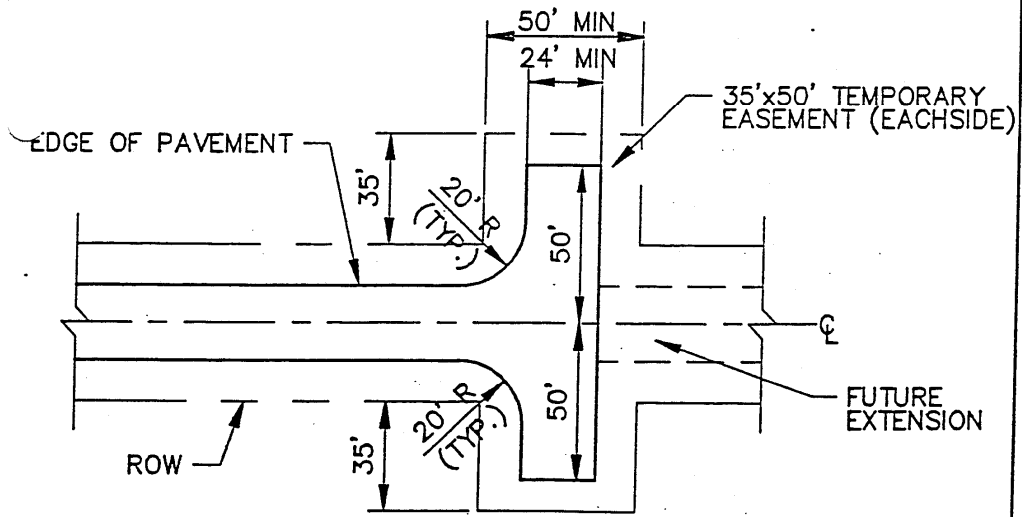 50' MIN
24' MIN
35'x50' TEMPORARY
EASEMENT (EACHSIDE)
EDGE OF PAVEMENT
35'
20' R
(TYP.)
50'
℄
50'
20' R
(TYP.)
35'
FUTURE
EXTENSION
ROW